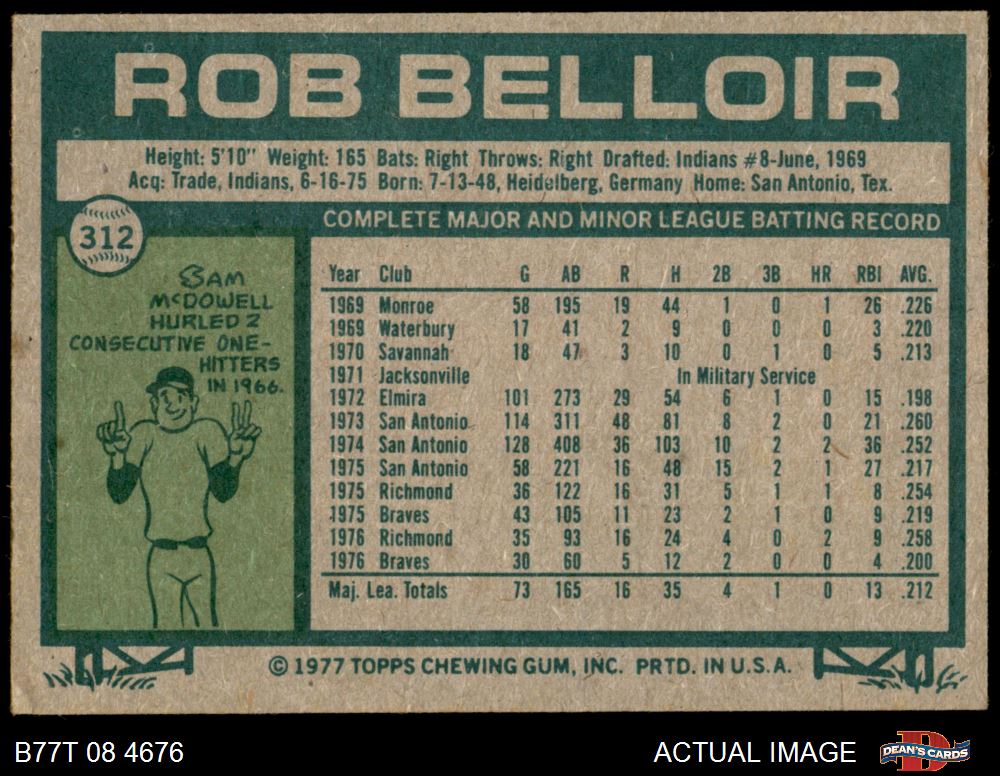 ROB BELLOIR
Height: 5'10" Weight: 165 Bats: Right Throws: Right Drafted: Indians #8-June, 1969
Acq: Trade, Indians, 6-16-75 Born: 7-13-48, Heidelberg, Germany Home: San Antonio, Tex.
312
COMPLETE MAJOR AND MINOR LEAGUE BATTING RECORD
SAM
McDOWELL
HURLED 2
CONSECUTIVE ONE-
HITTERS
IN 1966.
Year Club G AB R H 2B 3B HR RBI AVG.
1969 Monroe 58 195 19 44 1 0 1 26 .226
1969 Waterbury 17 41 2 9 0 0 0 3 .220
1970 Savannah 18 47 3 10 0 1 0 5 .213
1971 Jacksonville In Military Service
1972 Elmira 101 273 29 54 6 1 0 15 .198
1973 San Antonio 114 311 48 81 8 2 0 21 .260
1974 San Antonio 128 408 36 103 10 2 2 36 .252
1975 San Antonio 58 221 16 48 15 2 1 27 .217
1975 Richmond 36 122 16 31 5 1 1 8 .254
1975 Braves 43 105 11 23 2 1 0 9 .219
1976 Richmond 35 93 16 24 4 0 2 9 .258
1976 Braves 30 60 5 12 2 0 0 4 .200
Maj. Lea. Totals 73 165 16 35 4 1 0 13 .212
© 1977 TOPPS CHEWING GUM, INC. PRTD. IN U.S.A.
B77T 08 4676
ACTUAL IMAGE
D
DEAN'S CARDS